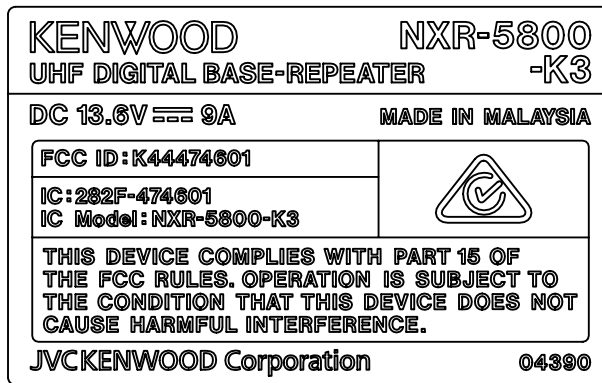 KENWOOD NXR-5800
UHF DIGITAL BASE-REPEATER -K3
DC 13.6V ⎓ 9A MADE IN MALAYSIA
FCC ID:K44474601
IC:282F-474601
IC Model:NXR-5800-K3
THIS DEVICE COMPLIES WITH PART 15 OF
THE FCC RULES. OPERATION IS SUBJECT TO
THE CONDITION THAT THIS DEVICE DOES NOT
CAUSE HARMFUL INTERFERENCE.
JVCKENWOOD Corporation 04390